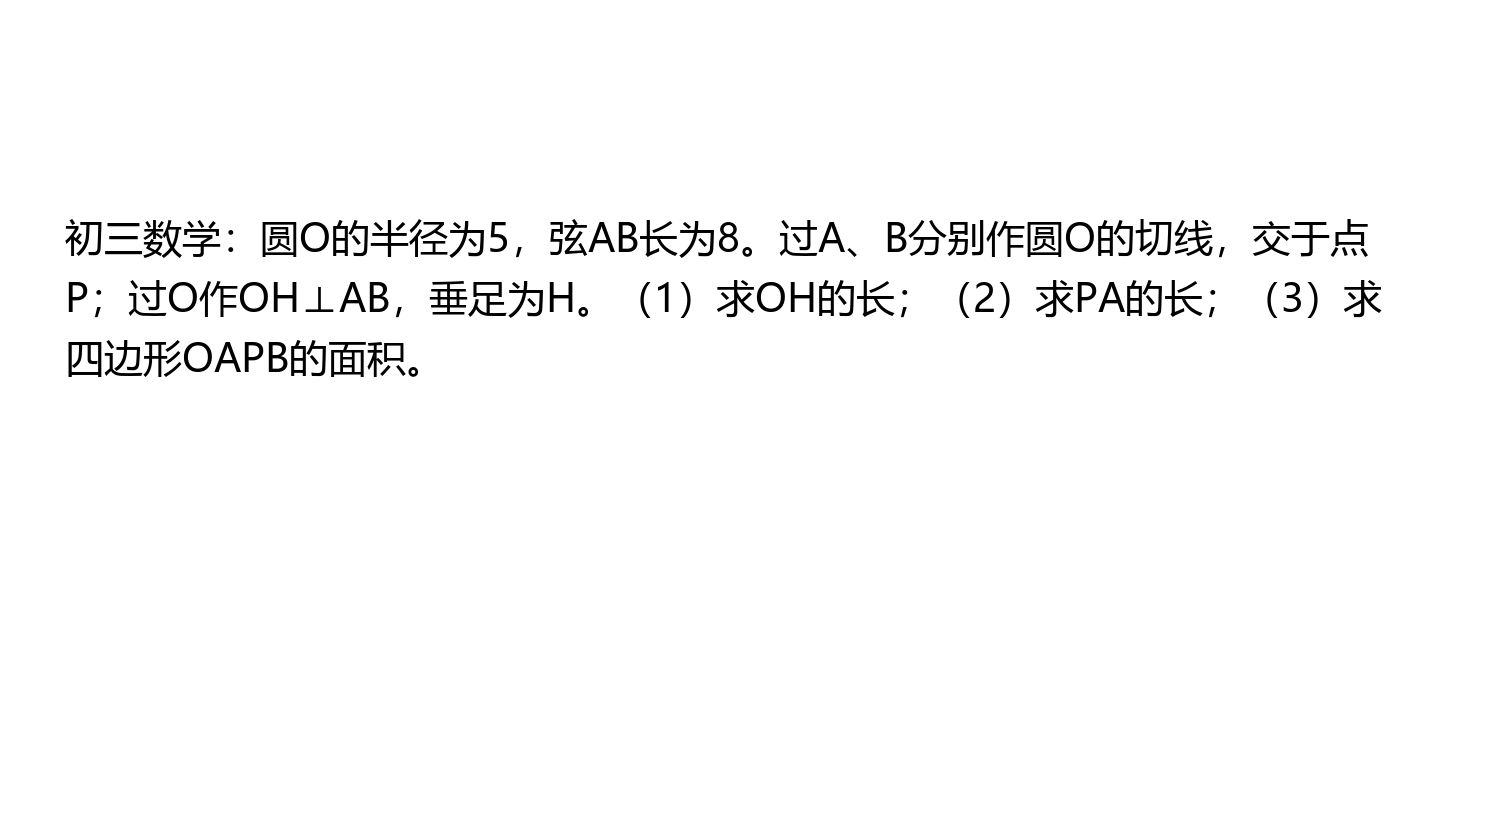 初三数学：圆O的半径为5，弦AB长为8。过A、B分别作圆O的切线，交于点
P；过O作OH⊥AB，垂足为H。（1）求OH的长；（2）求PA的长；（3）求
四边形OAPB的面积。